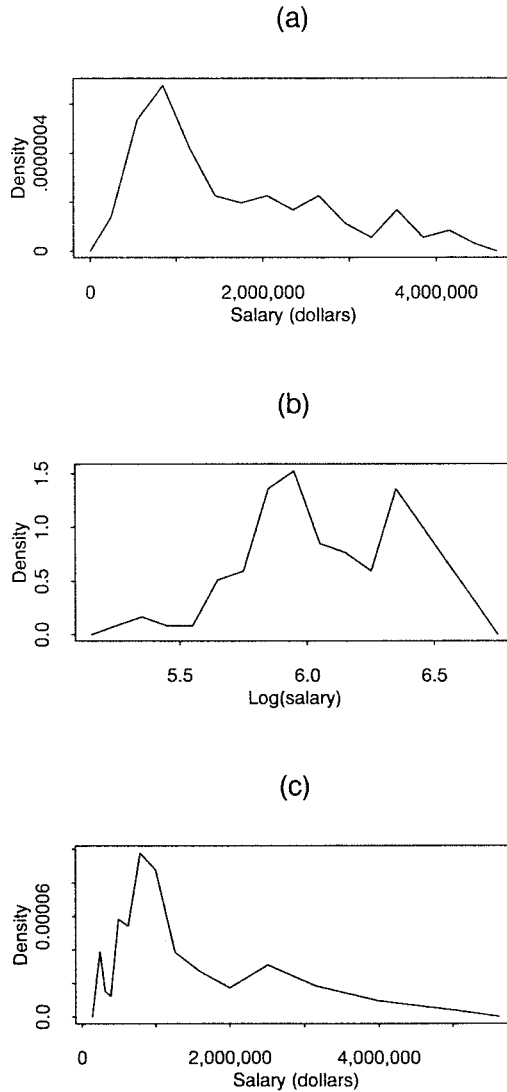 (a)
Density
0 .0000004
0 2,000,000 4,000,000
Salary (dollars)
(b)
Density
0.0 0.5 1.0 1.5
5.5 6.0 6.5
Log(salary)
(c)
Density
0.0 0.00006
0 2,000,000 4,000,000
Salary (dollars)